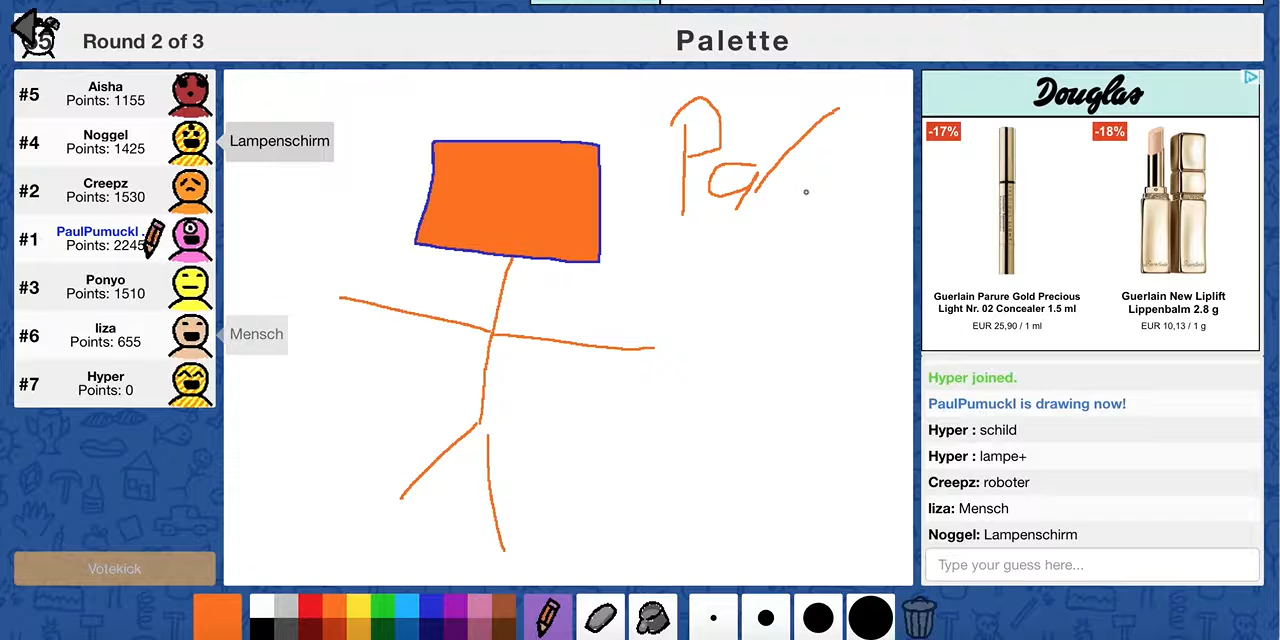 35
Round 2 of 3
Palette
#5
Aisha
Points: 1155
#4
Noggel
Points: 1425
Lampenschirm
#2
Creepz
Points: 1530
#1
PaulPumuckl .
Points: 2245
#3
Ponyo
Points: 1510
#6
liza
Points: 655
Mensch
#7
Hyper
Points: 0
Votekick
Pa
Douglas
-17%
-18%
Guerlain Parure Gold Precious
Light Nr. 02 Concealer 1.5 ml
EUR 25,90 / 1 ml
Guerlain New Liplift
Lippenbalm 2.8 g
EUR 10,13 / 1 g
Hyper joined.
PaulPumuckl is drawing now!
Hyper : schild
Hyper : lampe+
Creepz: roboter
liza: Mensch
Noggel: Lampenschirm
Type your guess here...